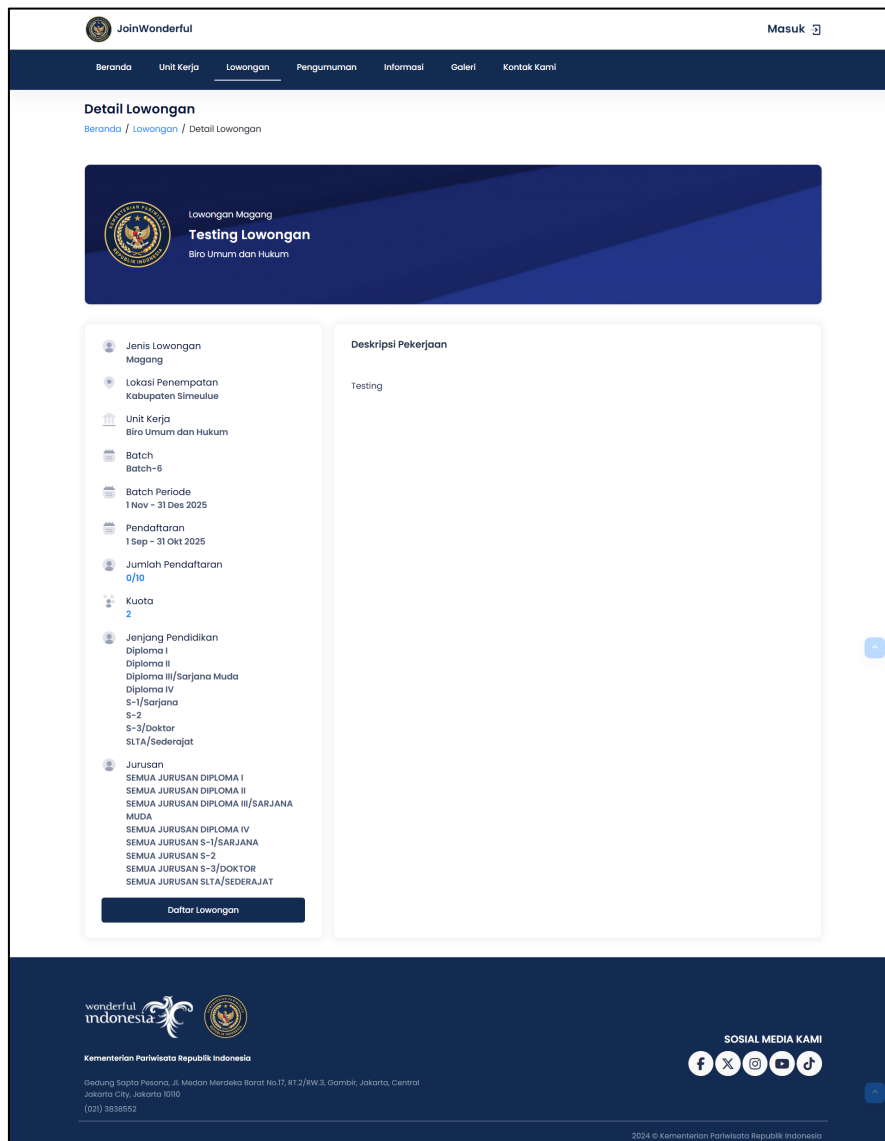 JoinWonderful
Masuk
Beranda Unit Kerja Lowongan Pengumuman Informasi Galeri Kontak Kami
Detail Lowongan
Beranda / Lowongan / Detail Lowongan
KEMENTERIAN PARIWISATA
REPUBLIK INDONESIA
Lowongan Magang
Testing Lowongan
Biro Umum dan Hukum
Jenis Lowongan
Magang
Lokasi Penempatan
Kabupaten Simeulue
Unit Kerja
Biro Umum dan Hukum
Batch
Batch-6
Batch Periode
1 Nov - 31 Des 2025
Pendaftaran
1 Sep - 31 Okt 2025
Jumlah Pendaftaran
0/10
Kuota
2
Jenjang Pendidikan
Diploma I
Diploma II
Diploma III/Sarjana Muda
Diploma IV
S-1/Sarjana
S-2
S-3/Doktor
SLTA/Sederajat
Jurusan
SEMUA JURUSAN DIPLOMA I
SEMUA JURUSAN DIPLOMA II
SEMUA JURUSAN DIPLOMA III/SARJANA
MUDA
SEMUA JURUSAN DIPLOMA IV
SEMUA JURUSAN S-1/SARJANA
SEMUA JURUSAN S-2
SEMUA JURUSAN S-3/DOKTOR
SEMUA JURUSAN SLTA/SEDERAJAT
Daftar Lowongan
Deskripsi Pekerjaan
Testing
wonderful
indonesia
Kementerian Pariwisata Republik Indonesia
Gedung Sapta Pesona, Jl. Medan Merdeka Barat No.17, RT.2/RW.3, Gambir, Jakarta, Central
Jakarta City, Jakarta 10110
(021) 3838552
SOSIAL MEDIA KAMI
2024 © Kementerian Pariwisata Republik Indonesia